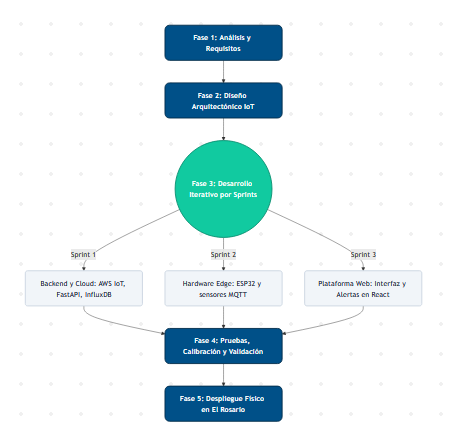 Fase 1: Análisis y
Requisitos
Fase 2: Diseño
Arquitectónico IoT
Fase 3: Desarrollo
Iterativo por Sprints
Sprint 1
Sprint 2
Sprint 3
Backend y Cloud: AWS IoT,
FastAPI, InfluxDB
Hardware Edge: ESP32 y
sensores MQTT
Plataforma Web: Interfaz y
Alertas en React
Fase 4: Pruebas,
Calibración y Validación
Fase 5: Despliegue Físico
en El Rosario